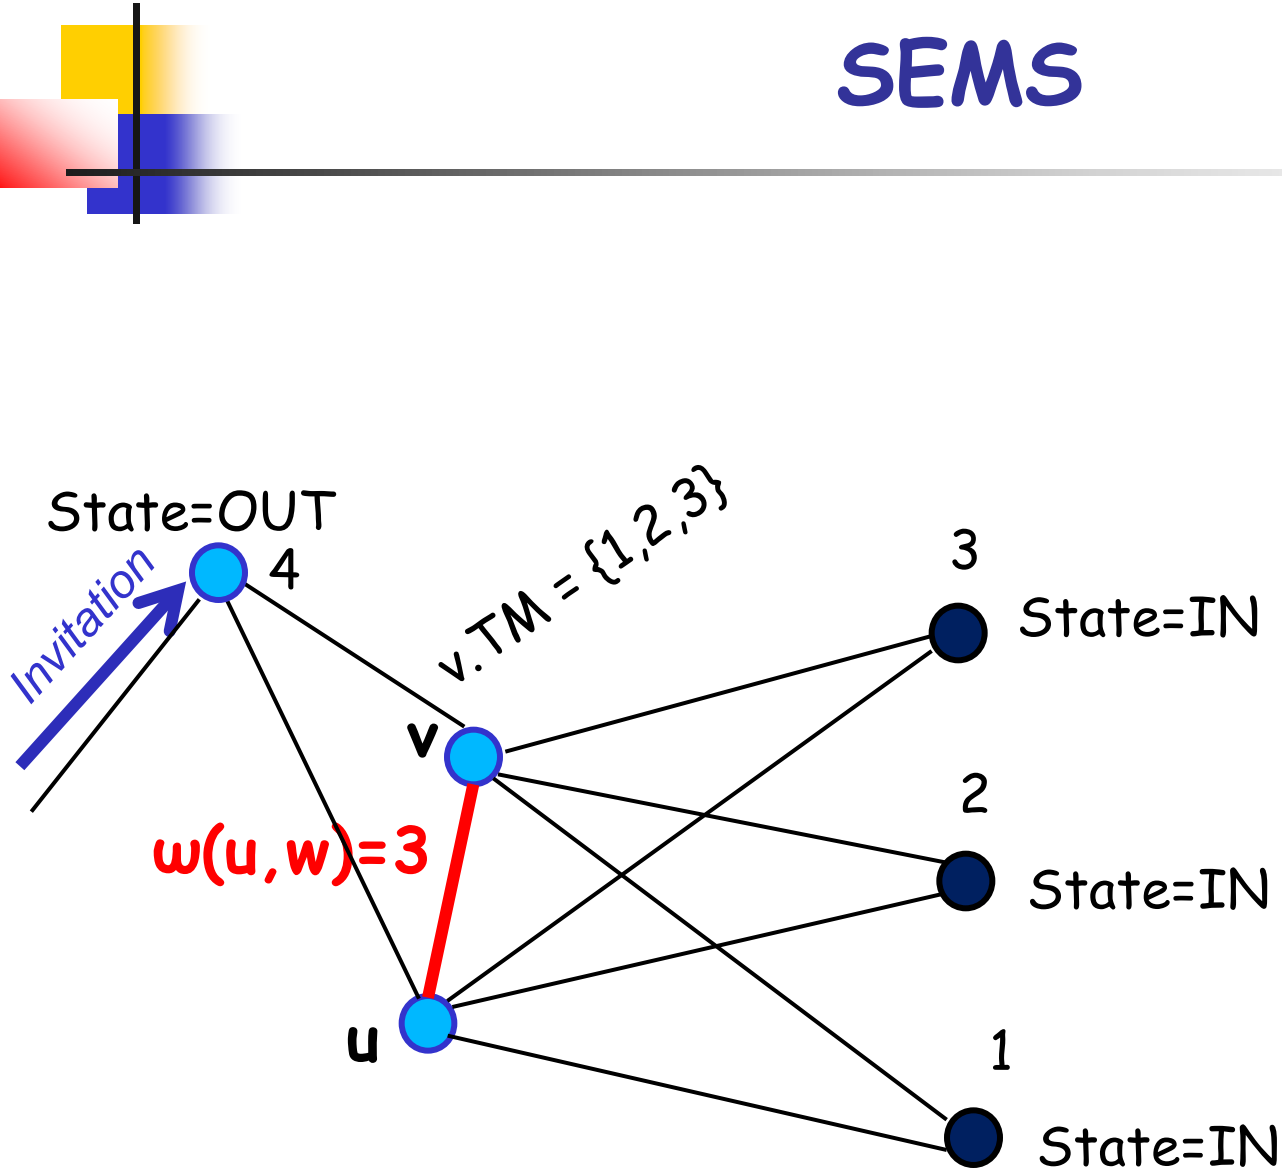 SEMS
State=OUT
4
Invitation
v.TM = {1,2,3}
3
State=IN
v
2
w(u,w)=3
State=IN
u
1
State=IN